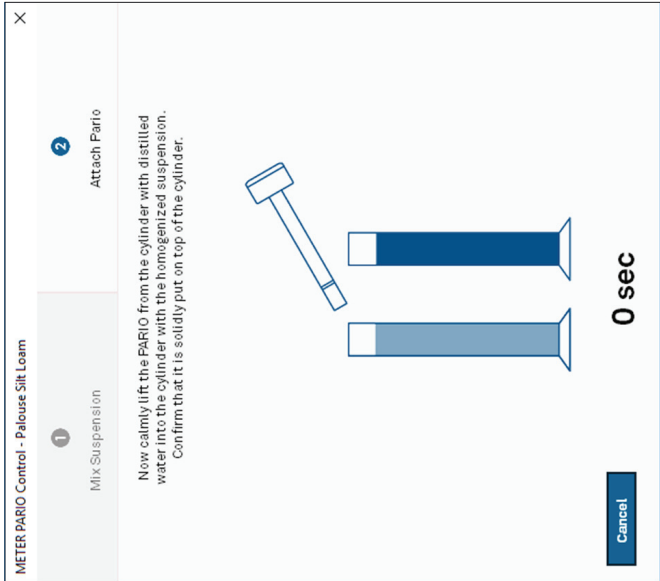 METER PARIO Control - Palouse Silt Loam
1
Mix Suspension
2
Attach Pario
Now calmly lift the PARIO from the cylinder with distilled
water into the cylinder with the homogenized suspension.
Confirm that it is solidly put on top of the cylinder.
0 sec
Cancel